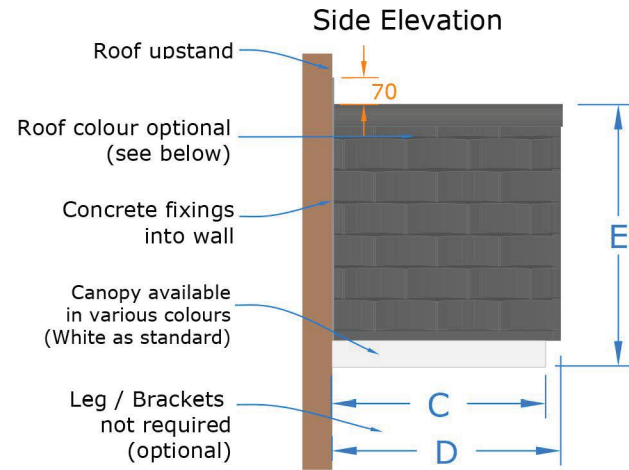 Side Elevation
Roof upstand
70
Roof colour optional
(see below)
E
Concrete fixings
into wall
Canopy available
in various colours
(White as standard)
C
Leg / Brackets
not required
(optional)
D